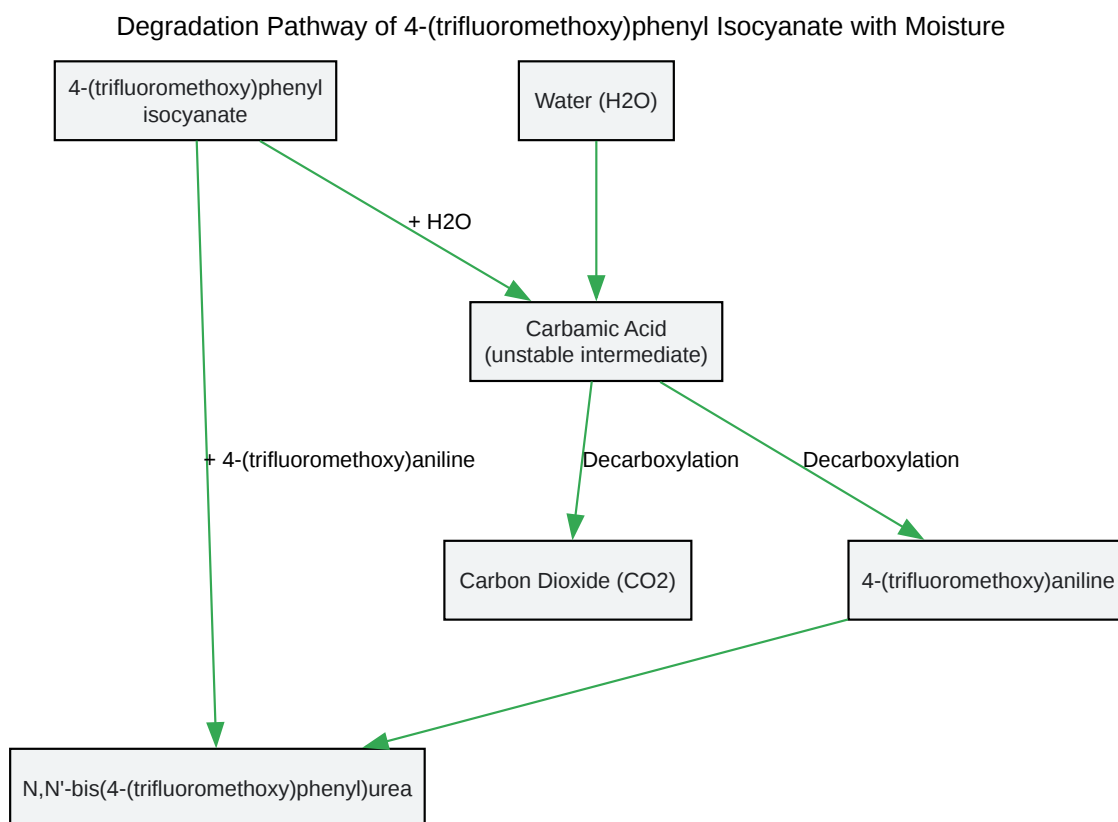 Degradation Pathway of 4-(trifluoromethoxy)phenyl Isocyanate with Moisture
4-(trifluoromethoxy)phenyl
isocyanate
Water (H2O)
+ H2O
Carbamic Acid
(unstable intermediate)
+ 4-(trifluoromethoxy)aniline
Decarboxylation
Decarboxylation
Carbon Dioxide (CO2)
4-(trifluoromethoxy)aniline
N,N'-bis(4-(trifluoromethoxy)phenyl)urea